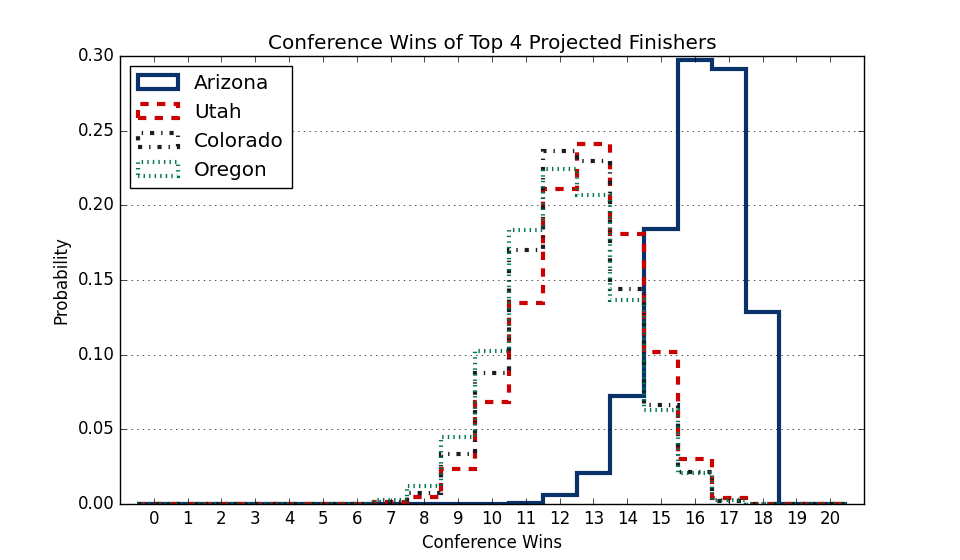 Conference Wins of Top 4 Projected Finishers
0.30
0.25
0.20
0.15
0.10
0.05
0.00
Probability
Arizona
Utah
Colorado
Oregon
0 1 2 3 4 5 6 7 8 9 10 11 12 13 14 15 16 17 18 19 20
Conference Wins